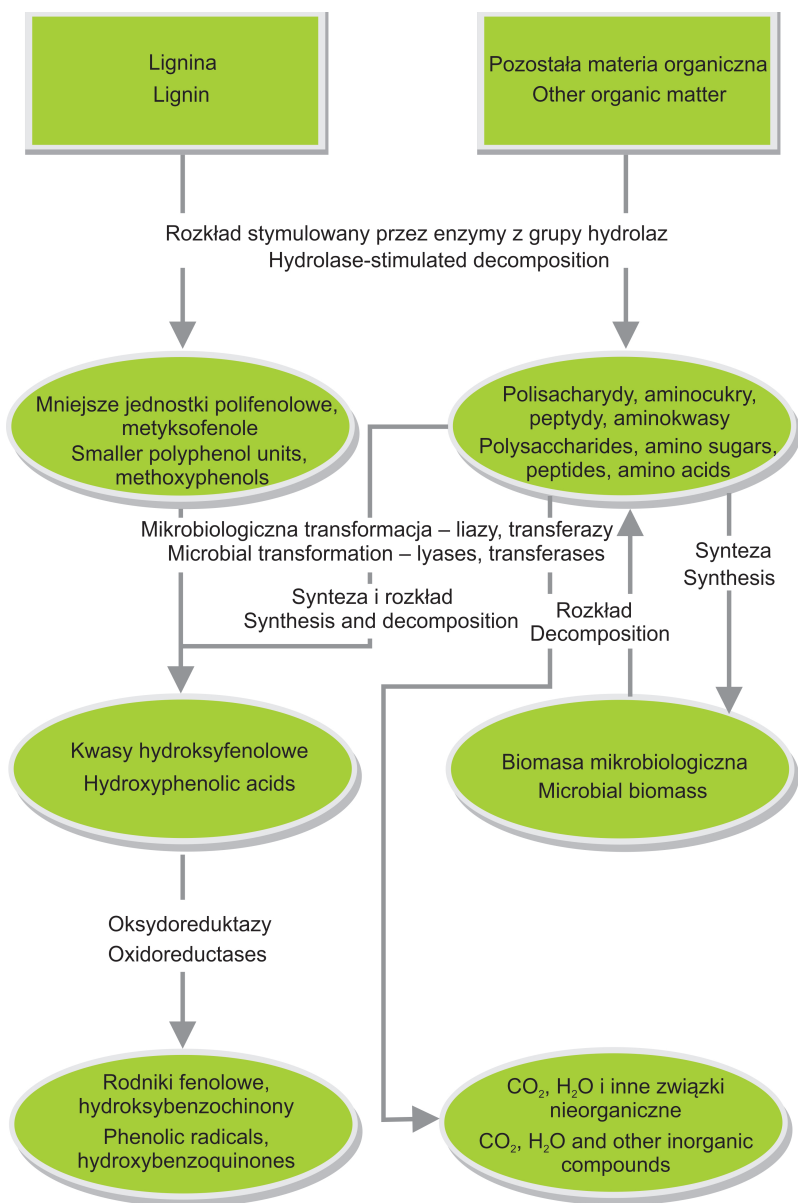 Lignina
Lignin
Pozostała materia organiczna
Other organic matter
Rozkład stymulowany przez enzymy z grupy hydrolaz
Hydrolase-stimulated decomposition
Mniejsze jednostki polifenolowe,
metyksofenole
Smaller polyphenol units,
methoxyphenols
Polisacharydy, aminocukry,
peptydy, aminokwasy
Polysaccharides, amino sugars,
peptides, amino acids
Mikrobiologiczna transformacja – liazy, transferazy
Microbial transformation – lyases, transferases
Synteza i rozkład
Synthesis and decomposition
Rozkład
Decomposition
Synteza
Synthesis
Kwasy hydroksyfenolowe
Hydroxyphenolic acids
Biomasa mikrobiologiczna
Microbial biomass
Oksydoreduktazy
Oxidoreductases
Rodniki fenolowe,
hydroksybenzochinony
Phenolic radicals,
hydroxybenzoquinones
CO₂, H₂O i inne związki
nieorganiczne
CO₂, H₂O and other inorganic
compounds